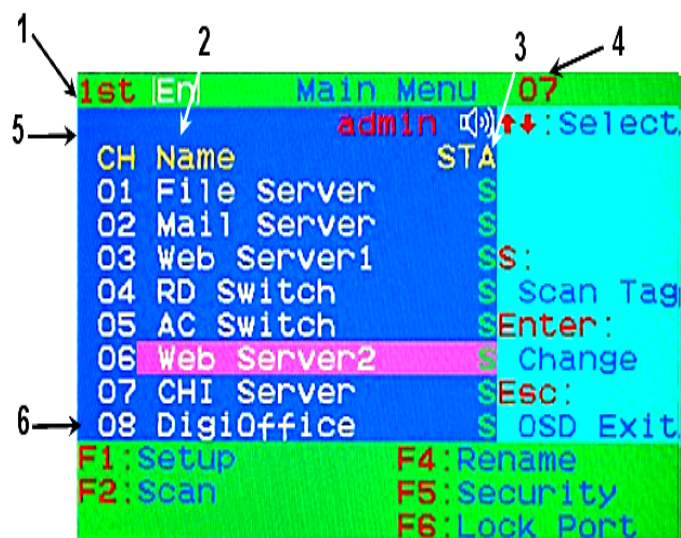 1 2 3 4
1st En Main Menu 07
5
admin ↑↓:Select
CH Name STA
01 File Server S
02 Mail Server S
03 Web Server1 S S:
04 RD Switch S Scan Tag
05 AC Switch S Enter:
06 Web Server2 S Change
07 CHI Server S Esc:
6 08 DigiOffice S OSD Exit
F1:Setup F4:Rename
F2:Scan F5:Security
F6:Lock Port